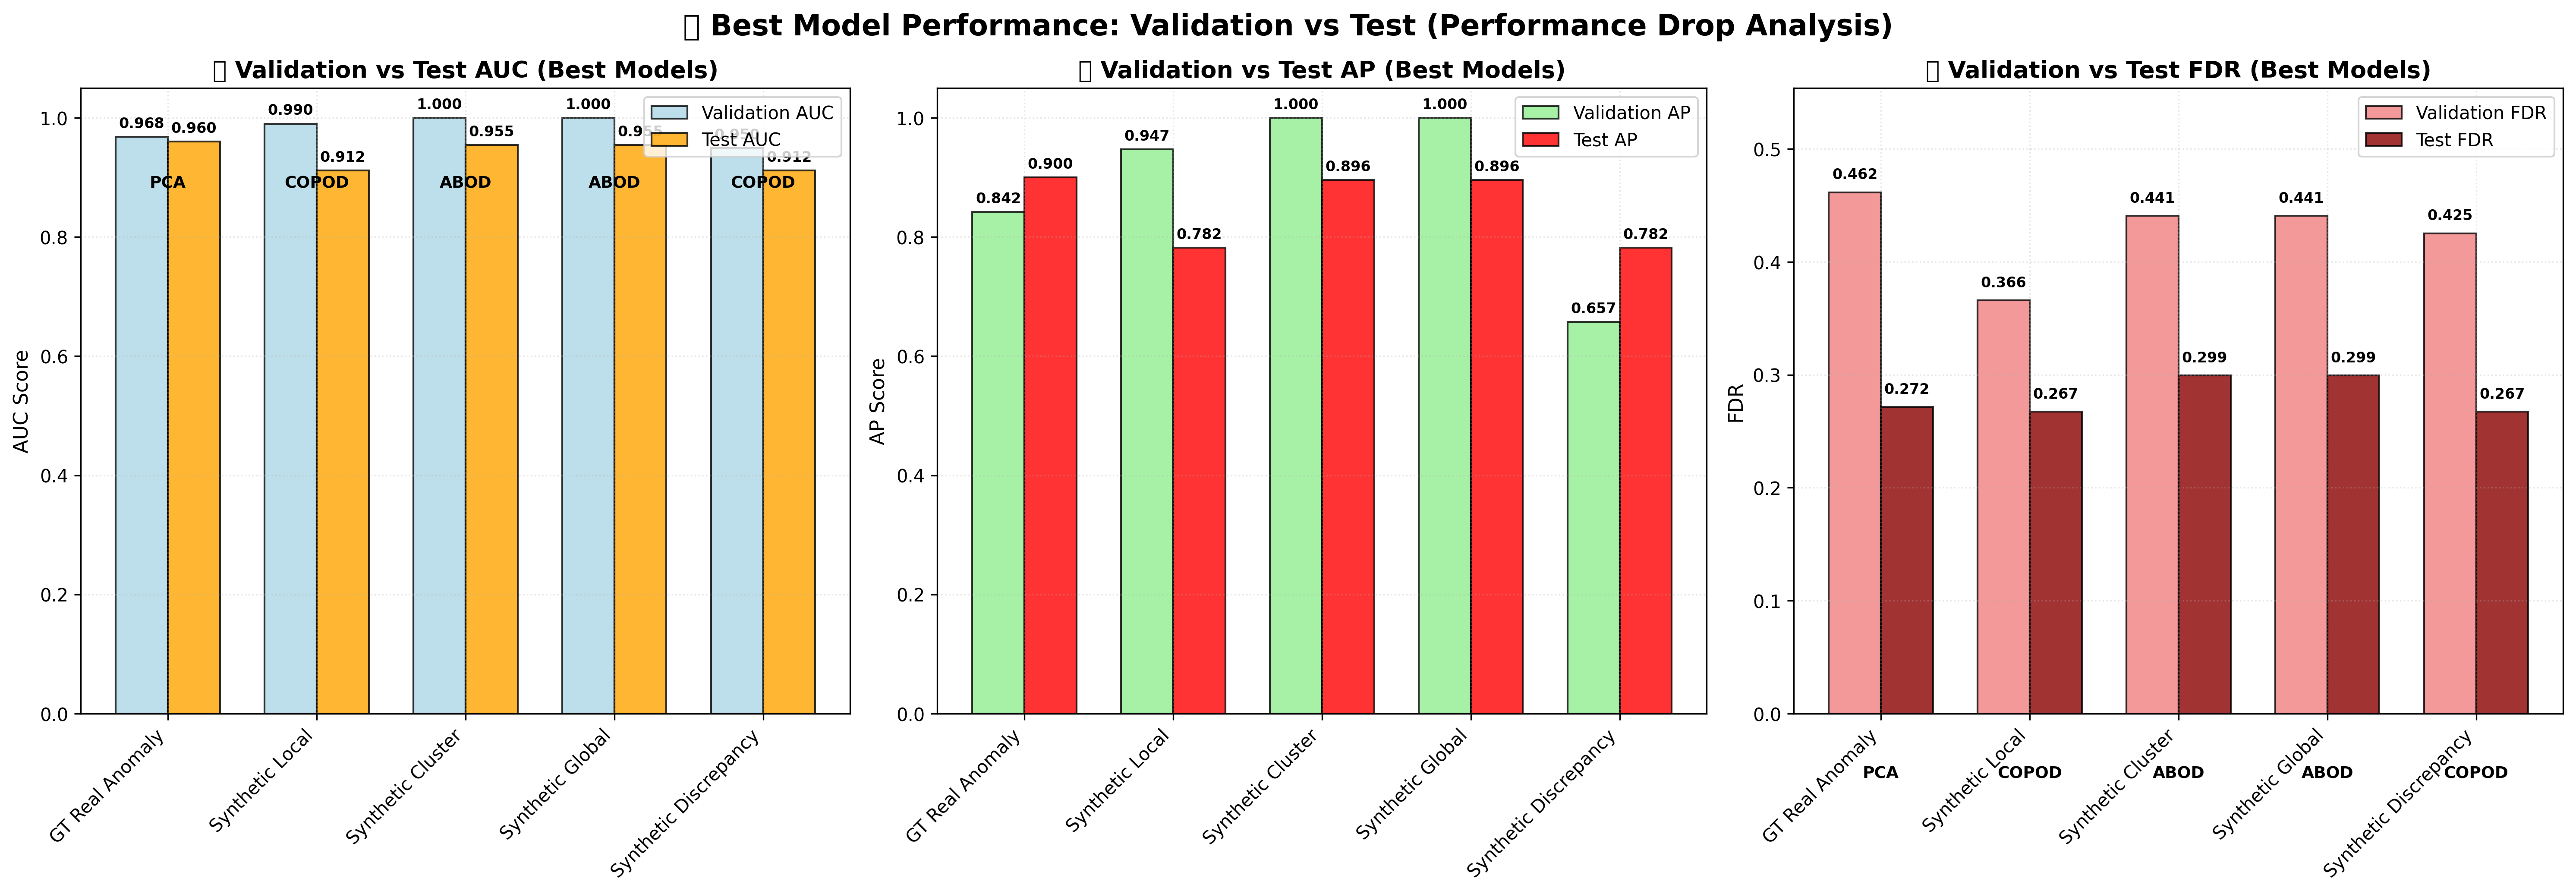 ▯ Best Model Performance: Validation vs Test (Performance Drop Analysis)
▯ Validation vs Test AUC (Best Models)
Validation AUC
Test AUC
AUC Score
1.0
0.8
0.6
0.4
0.2
0.0
0.968
0.960
0.990
0.912
1.000
0.955
1.000
0.955
0.950
0.912
PCA
COPOD
ABOD
ABOD
COPOD
GT Real Anomaly
Synthetic Local
Synthetic Cluster
Synthetic Global
Synthetic Discrepancy
▯ Validation vs Test AP (Best Models)
Validation AP
Test AP
AP Score
1.0
0.8
0.6
0.4
0.2
0.0
0.842
0.900
0.947
0.782
1.000
0.896
1.000
0.896
0.657
0.782
GT Real Anomaly
Synthetic Local
Synthetic Cluster
Synthetic Global
Synthetic Discrepancy
▯ Validation vs Test FDR (Best Models)
Validation FDR
Test FDR
FDR
0.5
0.4
0.3
0.2
0.1
0.0
0.462
0.272
0.366
0.267
0.441
0.299
0.441
0.299
0.425
0.267
GT Real Anomaly
Synthetic Local
Synthetic Cluster
Synthetic Global
Synthetic Discrepancy
PCA
COPOD
ABOD
ABOD
COPOD